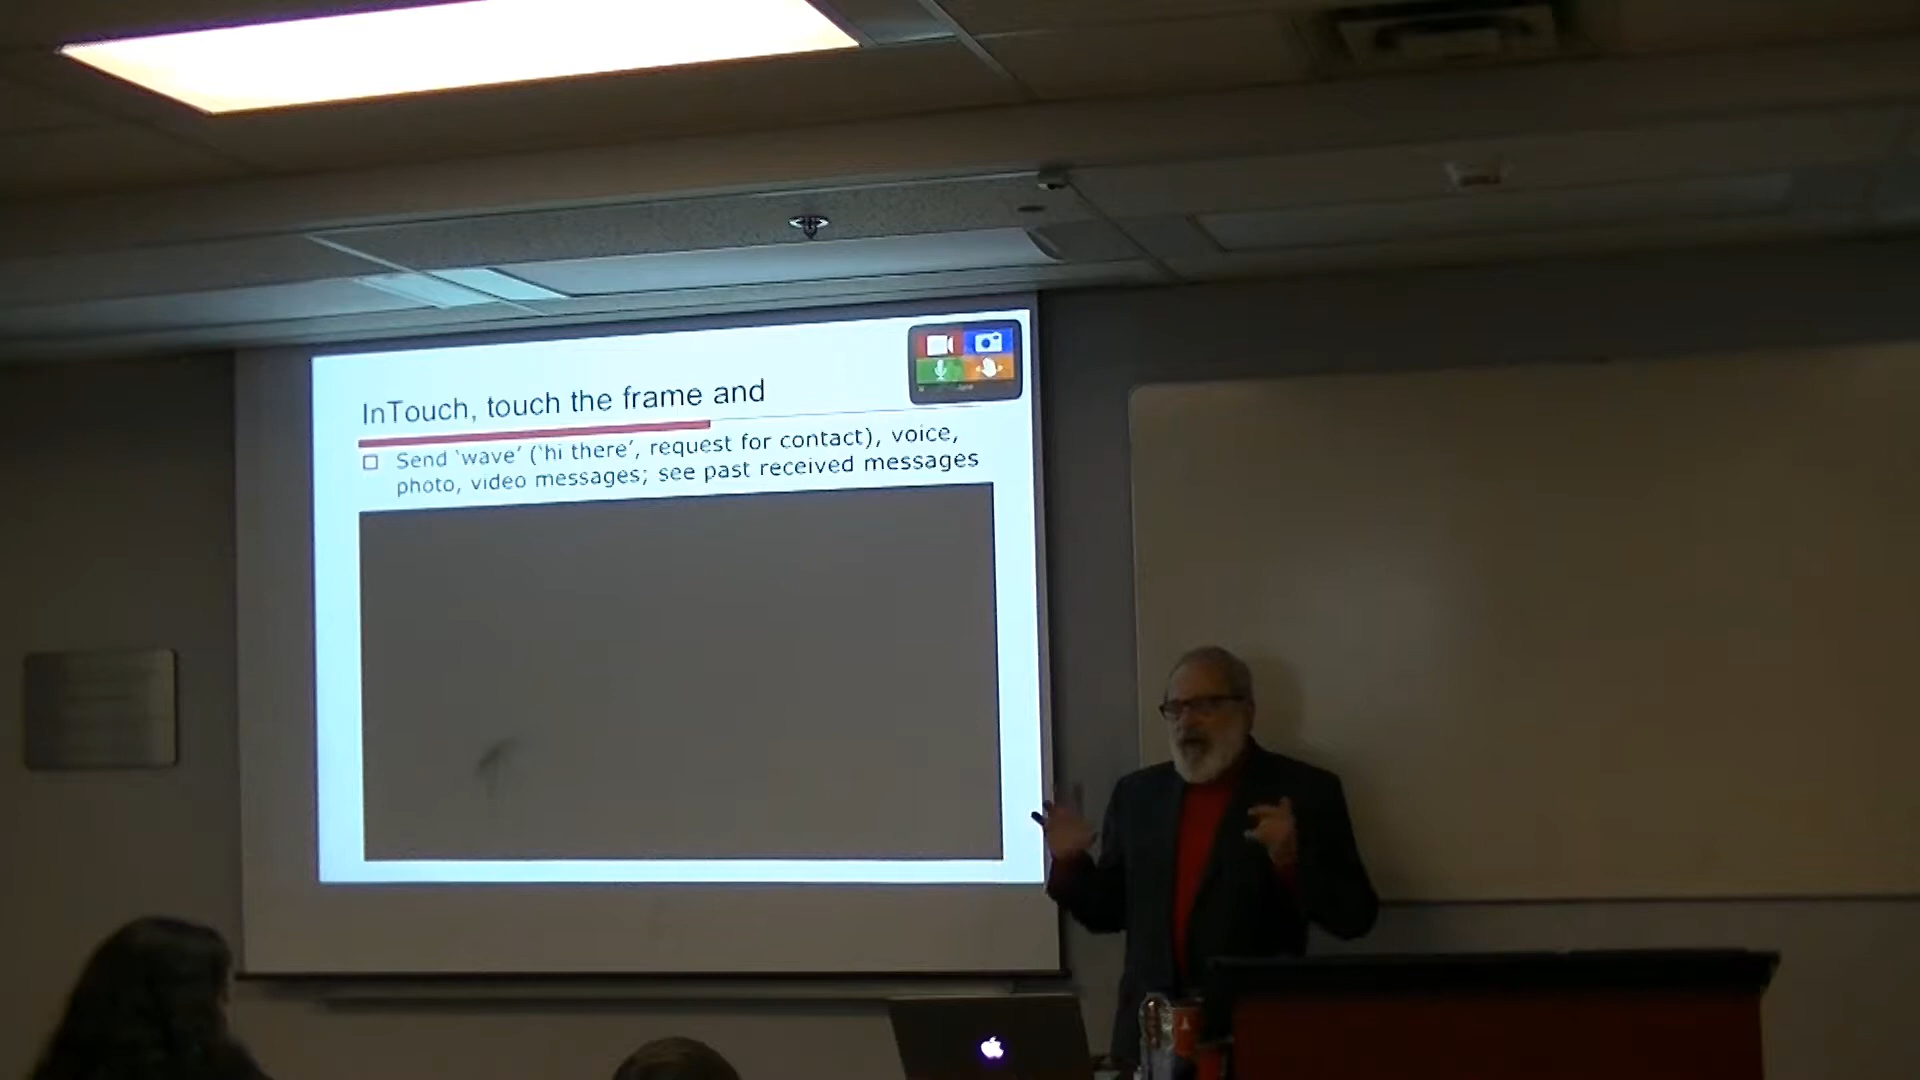 InTouch, touch the frame and
Send ‘wave’ (‘hi there’, request for contact), voice,
photo, video messages; see past received messages